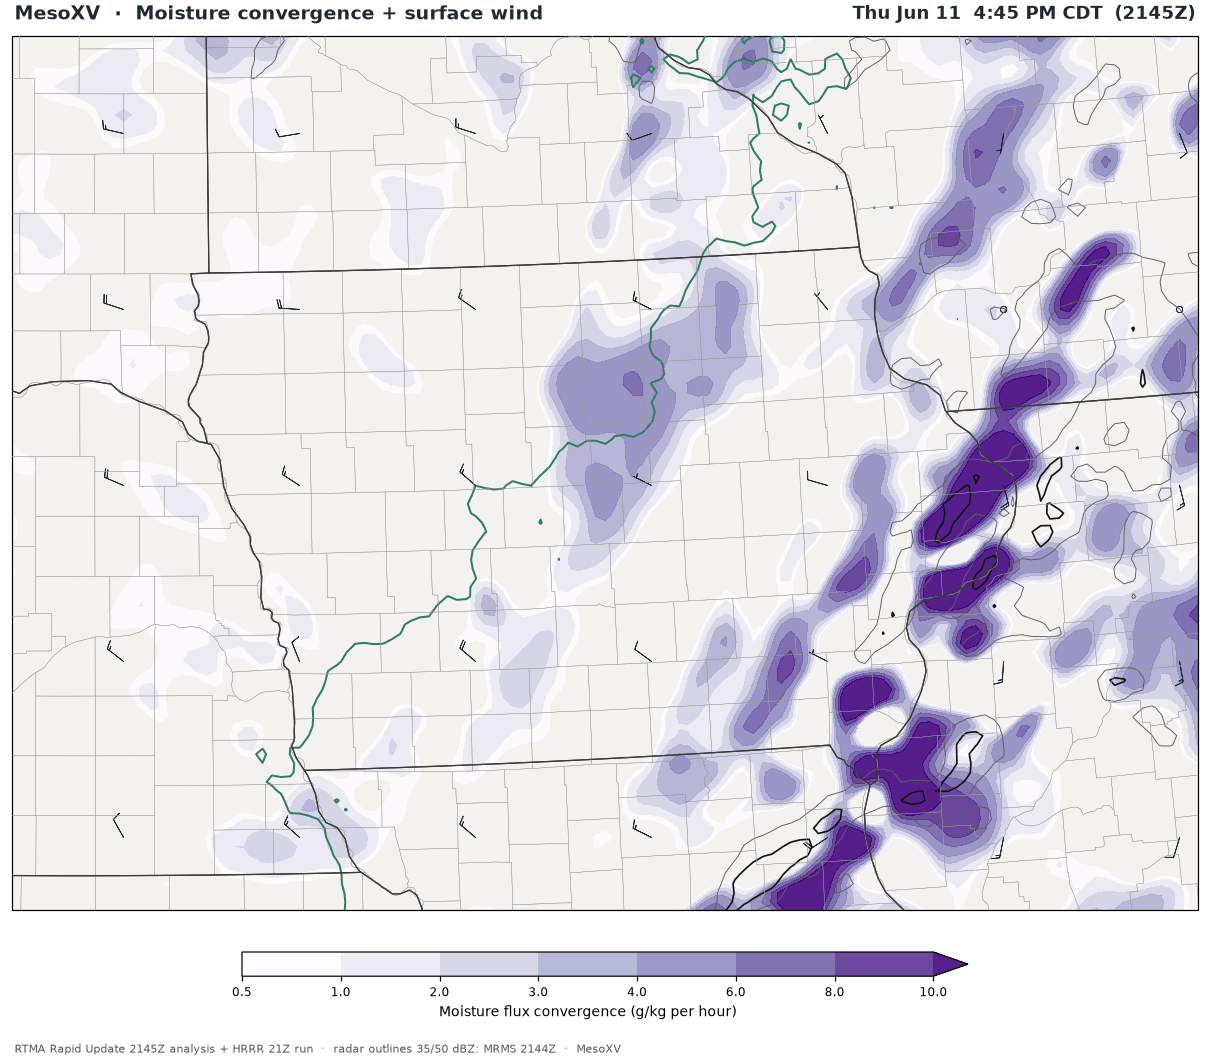 MesoXV · Moisture convergence + surface wind
Thu Jun 11 4:45 PM CDT (2145Z)
0.5 1.0 2.0 3.0 4.0 6.0 8.0 10.0
Moisture flux convergence (g/kg per hour)
RTMA Rapid Update 2145Z analysis + HRRR 21Z run · radar outlines 35/50 dBZ: MRMS 2144Z · MesoXV